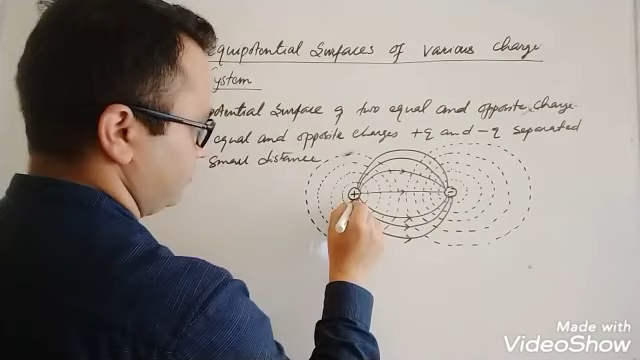 equipotential Surfaces of various charge
System
potential Surface of two equal and opposite charge.
equal and opposite charges +q and -q separated
small distance
+
-
Made with
VideoShow